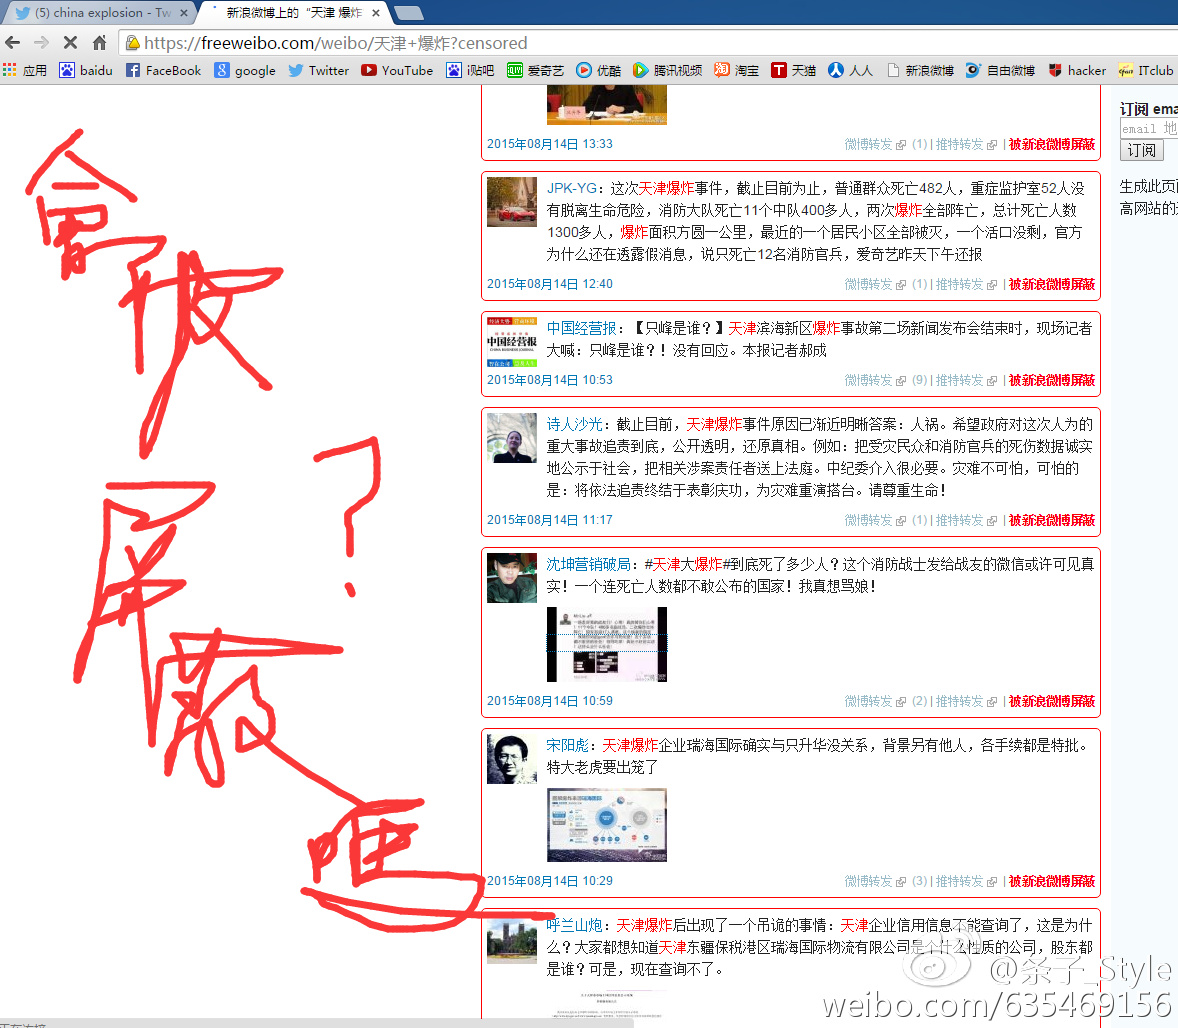 (5) china explosion - Tw
新浪微博上的 "天津 爆炸
https://freeweibo.com/weibo/天津+爆炸?censored
应用 baidu FaceBook google Twitter YouTube i贴吧 爱奇艺 优酷 腾讯视频 淘宝 天猫 人人 新浪微博 自由微博 hacker ITclub
2015年08月14日 13:33 微博转发 (1) | 推特转发 | 被新浪微博屏蔽
JPK-YG：这次天津爆炸事件，截止目前为止，普通群众死亡482人，重症监护室52人没
有脱离生命危险，消防大队死亡11个中队400多人，两次爆炸全部阵亡，总计死亡人数
1300多人，爆炸面积方圆一公里，最近的一个居民小区全部被灭，一个活口没剩，官方
为什么还在透露假消息，说只死亡12名消防官兵，爱奇艺昨天下午还报
2015年08月14日 12:40 微博转发 (1) | 推特转发 | 被新浪微博屏蔽
中国经营报
中国经营报：【只峰是谁？】天津滨海新区爆炸事故第二场新闻发布会结束时，现场记者
大喊：只峰是谁？！没有回应。本报记者郝成
2015年08月14日 10:53 微博转发 (9) | 推特转发 | 被新浪微博屏蔽
诗人沙光：截止目前，天津爆炸事件原因已渐近明晰答案：人祸。希望政府对这次人为的
重大事故追责到底，公开透明，还原真相。例如：把受灾民众和消防官兵的死伤数据诚实
地公示于社会，把相关涉案责任者送上法庭。中纪委介入很必要。灾难不可怕，可怕的
是：将依法追责终结于表彰庆功，为灾难重演搭台。请尊重生命！
2015年08月14日 11:17 微博转发 (1) | 推特转发 | 被新浪微博屏蔽
沈坤营销破局：#天津大爆炸#到底死了多少人？这个消防战士发给战友的微信或许可见真
实！一个连死亡人数都不敢公布的国家！我真想骂娘！
2015年08月14日 10:59 微博转发 (2) | 推特转发 | 被新浪微博屏蔽
宋阳彪：天津爆炸企业瑞海国际确实与只升华没关系，背景另有他人，各手续都是特批。
特大老虎要出笼了
2015年08月14日 10:29 微博转发 (3) | 推特转发 | 被新浪微博屏蔽
呼兰山炮：天津爆炸后出现了一个吊诡的事情：天津企业信用信息不能查询了，这是为什
么？大家都想知道天津东疆保税港区瑞海国际物流有限公司是个什么性质的公司，股东都
是谁？可是，现在查询不了。
订阅 ema
email 地
订阅
生成此页
高网站的
會被
屏蔽
嗎
?
@条子_Style
weibo.com/635469156